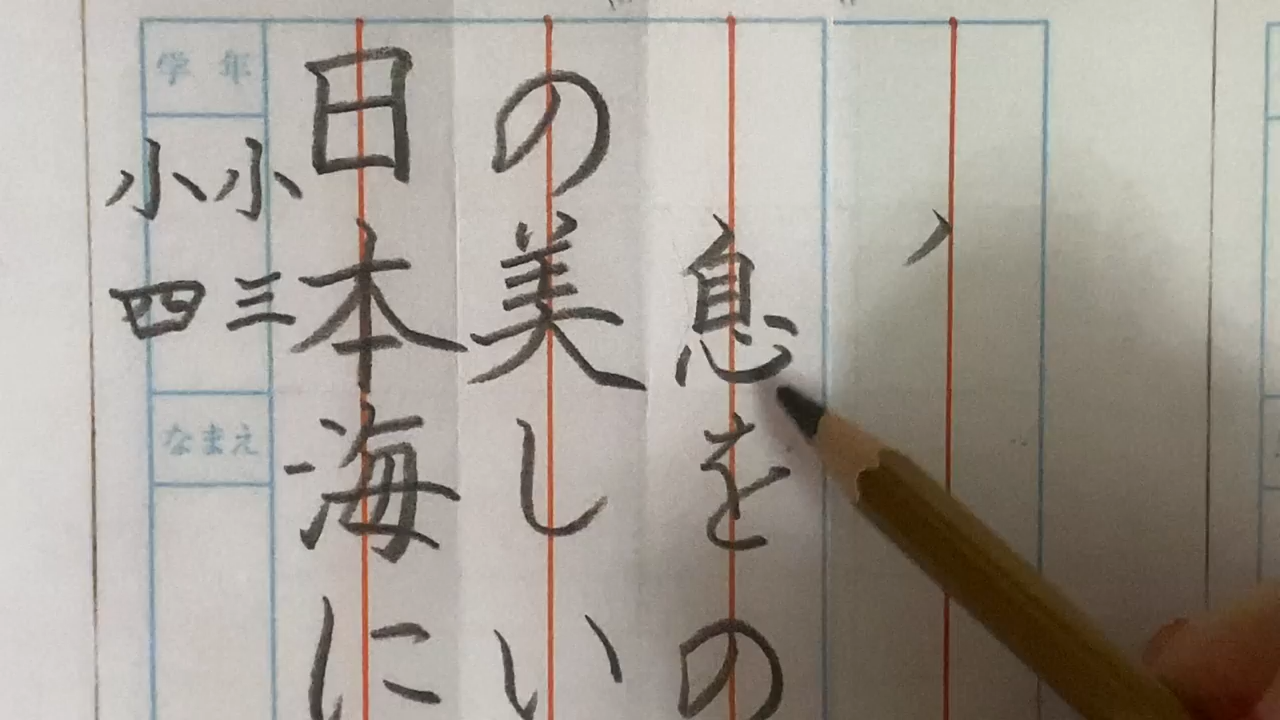 息をの
の美しい
日本海に
学年
小三
小四
なまえ